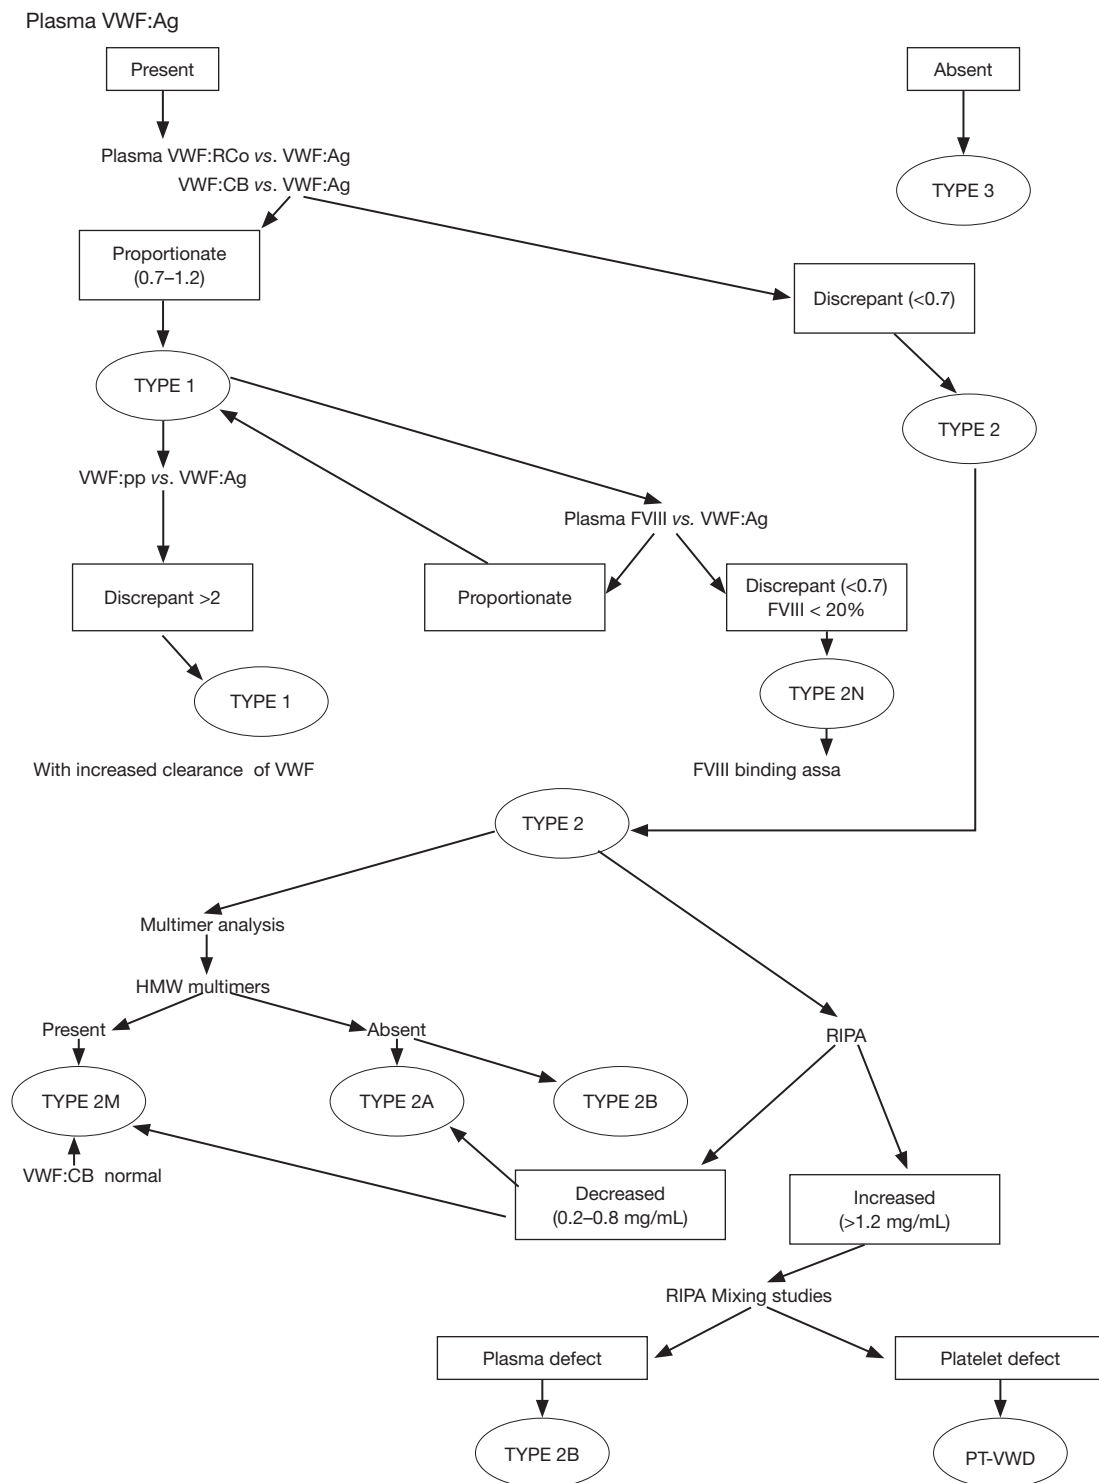 Plasma VWF:Ag
Present
Absent
Plasma VWF:RCo vs. VWF:Ag
VWF:CB vs. VWF:Ag
TYPE 3
Proportionate
(0.7–1.2)
Discrepant (<0.7)
TYPE 1
TYPE 2
VWF:pp vs. VWF:Ag
Plasma FVIII vs. VWF:Ag
Discrepant >2
Proportionate
Discrepant (<0.7)
FVIII < 20%
TYPE 1
TYPE 2N
With increased clearance of VWF
FVIII binding assa
TYPE 2
Multimer analysis
HMW multimers
Present
Absent
RIPA
TYPE 2M
TYPE 2A
TYPE 2B
VWF:CB normal
Decreased
(0.2–0.8 mg/mL)
Increased
(>1.2 mg/mL)
RIPA Mixing studies
Plasma defect
Platelet defect
TYPE 2B
PT-VWD